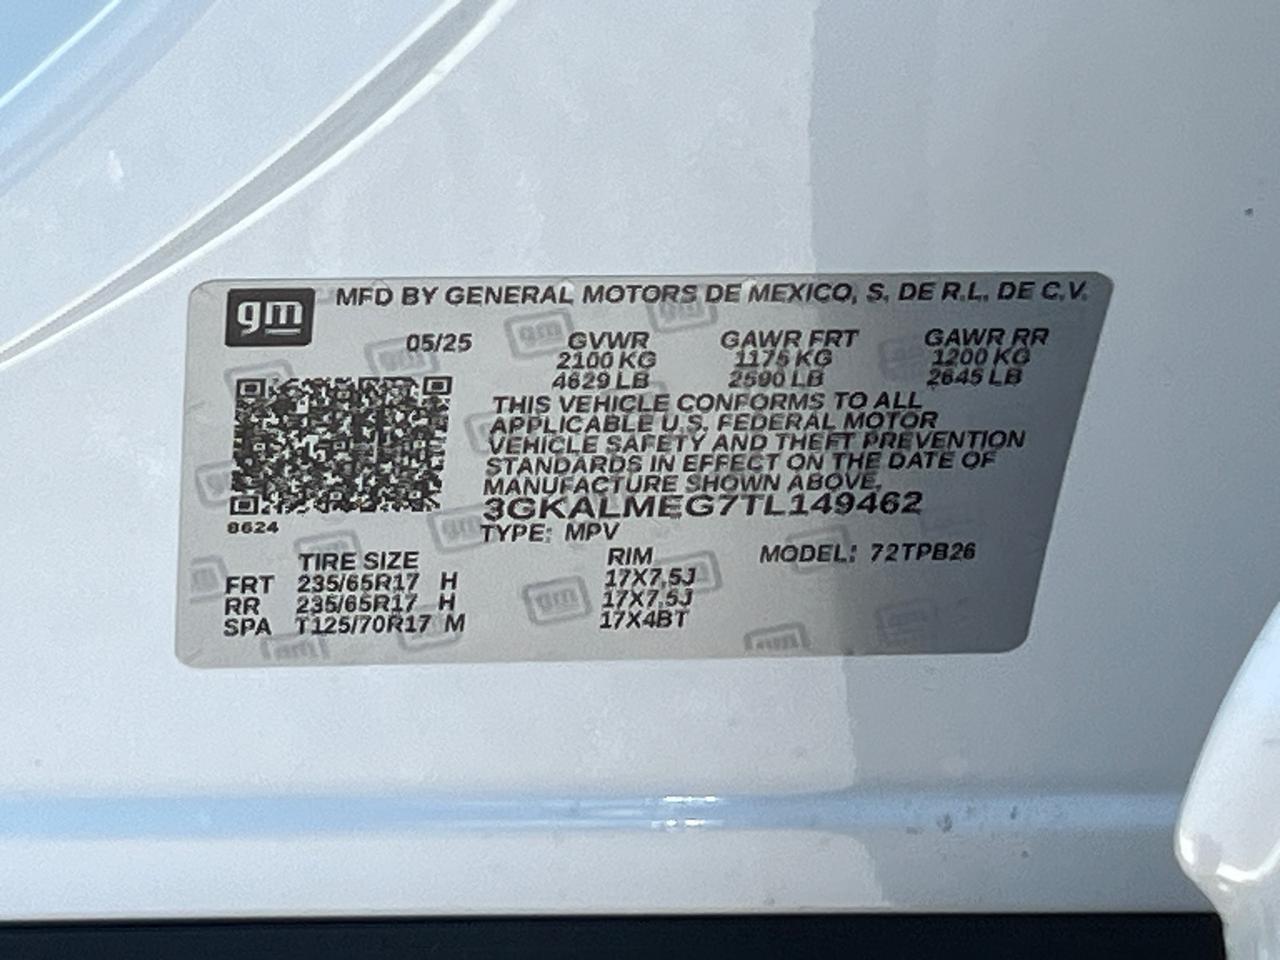 gm MFD BY GENERAL MOTORS DE MEXICO, S. DE R.L. DE C.V.
05/25 GVWR GAWR FRT GAWR RR
2100 KG 1175 KG 1200 KG
4629 LB 2590 LB 2645 LB
THIS VEHICLE CONFORMS TO ALL
APPLICABLE U.S. FEDERAL MOTOR
VEHICLE SAFETY AND THEFT PREVENTION
STANDARDS IN EFFECT ON THE DATE OF
MANUFACTURE SHOWN ABOVE.
3GKALMEG7TL149462
8624
TYPE: MPV
TIRE SIZE RIM MODEL: 72TPB26
FRT 235/65R17 H 17X7.5J
RR 235/65R17 H 17X7.5J
SPA T125/70R17 M 17X4BT